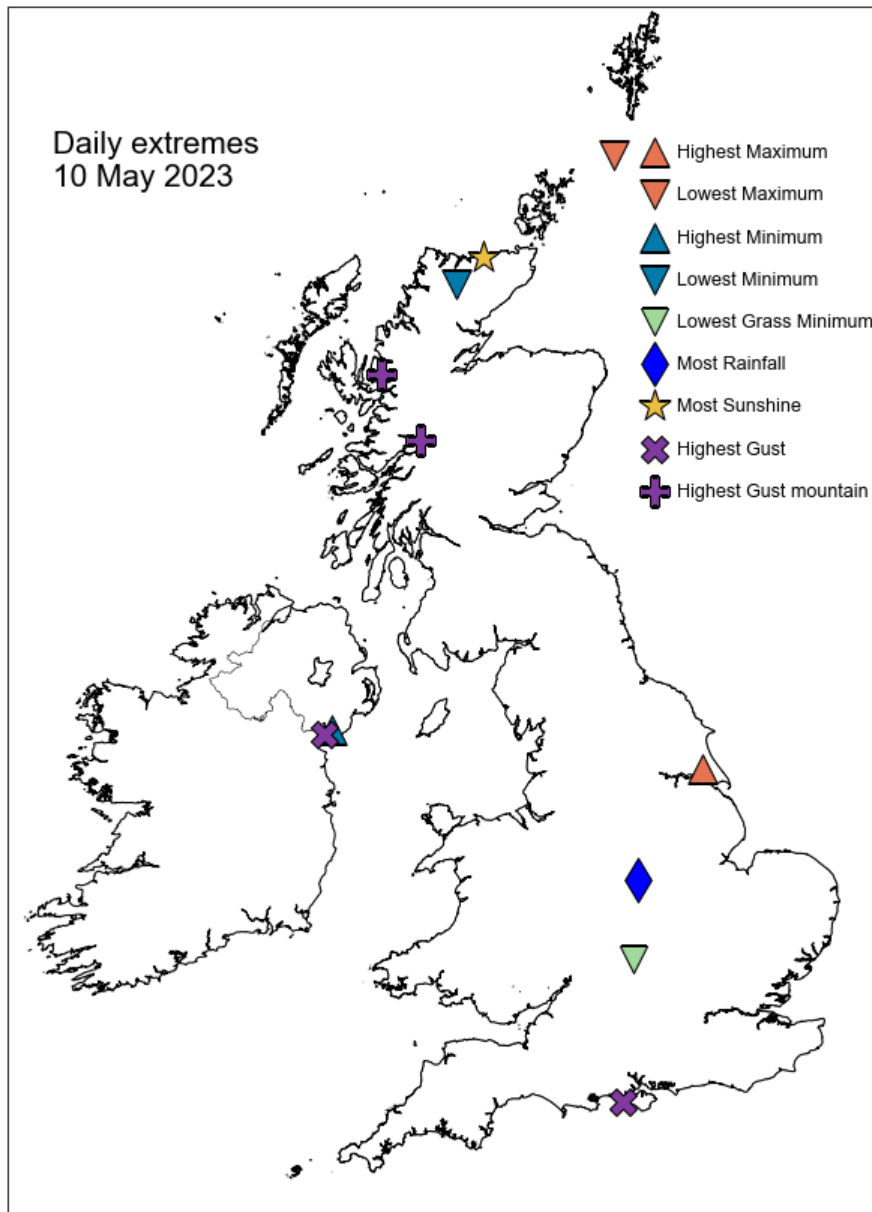 Daily extremes
10 May 2023
Highest Maximum
Lowest Maximum
Highest Minimum
Lowest Minimum
Lowest Grass Minimum
Most Rainfall
Most Sunshine
Highest Gust
Highest Gust mountain